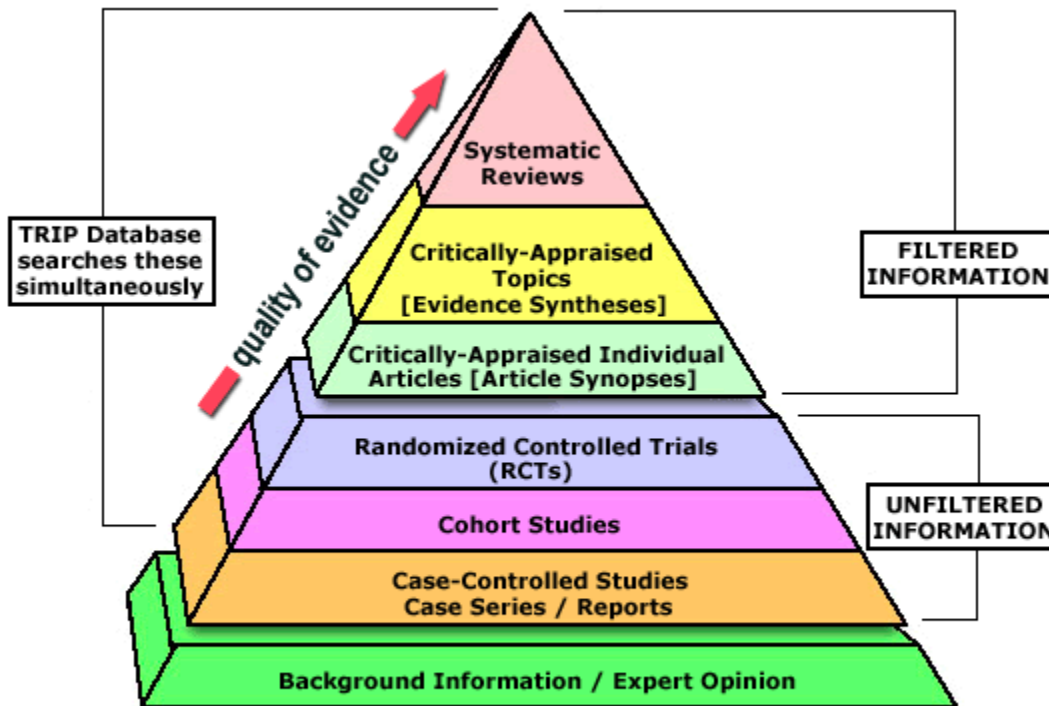 Systematic
Reviews
quality of evidence
TRIP Database
searches these
simultaneously
Critically-Appraised
Topics
[Evidence Syntheses]
FILTERED
INFORMATION
Critically-Appraised Individual
Articles [Article Synopses]
Randomized Controlled Trials
(RCTs)
Cohort Studies
UNFILTERED
INFORMATION
Case-Controlled Studies
Case Series / Reports
Background Information / Expert Opinion